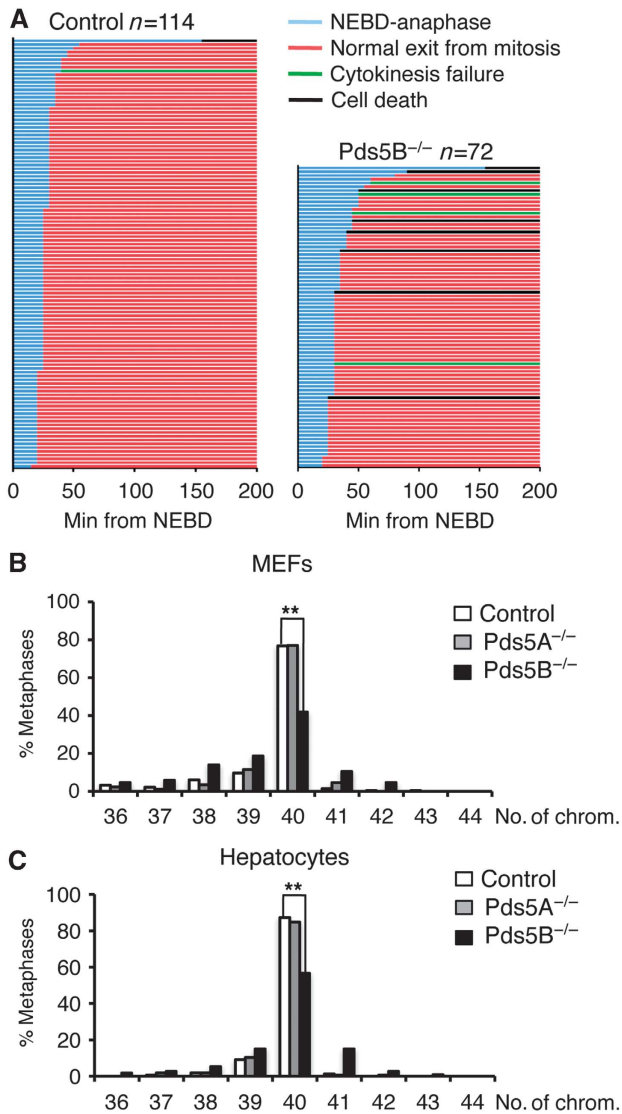 A Control n=114
NEBD-anaphase
Normal exit from mitosis
Cytokinesis failure
Cell death
Pds5B–/– n=72
0 50 100 150 200
Min from NEBD
0 50 100 150 200
Min from NEBD
B
MEFs
% Metaphases
100
80
60
40
20
0
**
Control
Pds5A–/–
Pds5B–/–
36 37 38 39 40 41 42 43 44 No. of chrom.
C
Hepatocytes
% Metaphases
100
80
60
40
20
0
**
Control
Pds5A–/–
Pds5B–/–
36 37 38 39 40 41 42 43 44 No. of chrom.